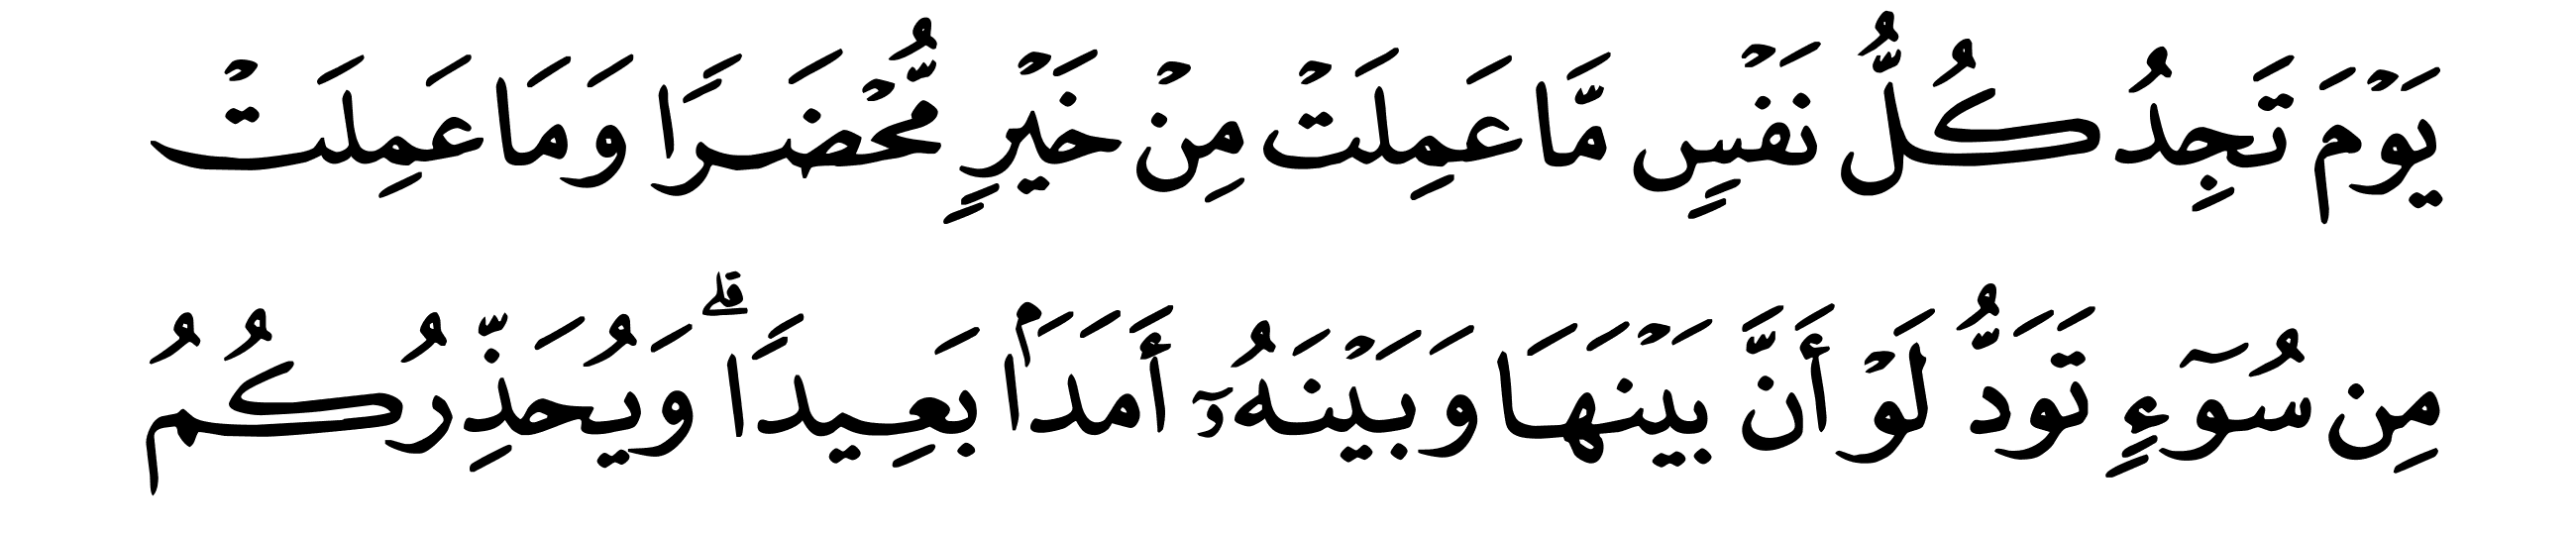 يَوْمَ تَجِدُ كُلُّ نَفْسٍ مَّا عَمِلَتْ مِنْ خَيْرٍ مُّحْضَرًا وَمَا عَمِلَتْ
مِن سُوٓءٍ تَوَدُّ لَوْ أَنَّ بَيْنَهَا وَبَيْنَهُۥٓ أَمَدًۢا بَعِيدًا ۗ وَيُحَذِّرُكُمُ